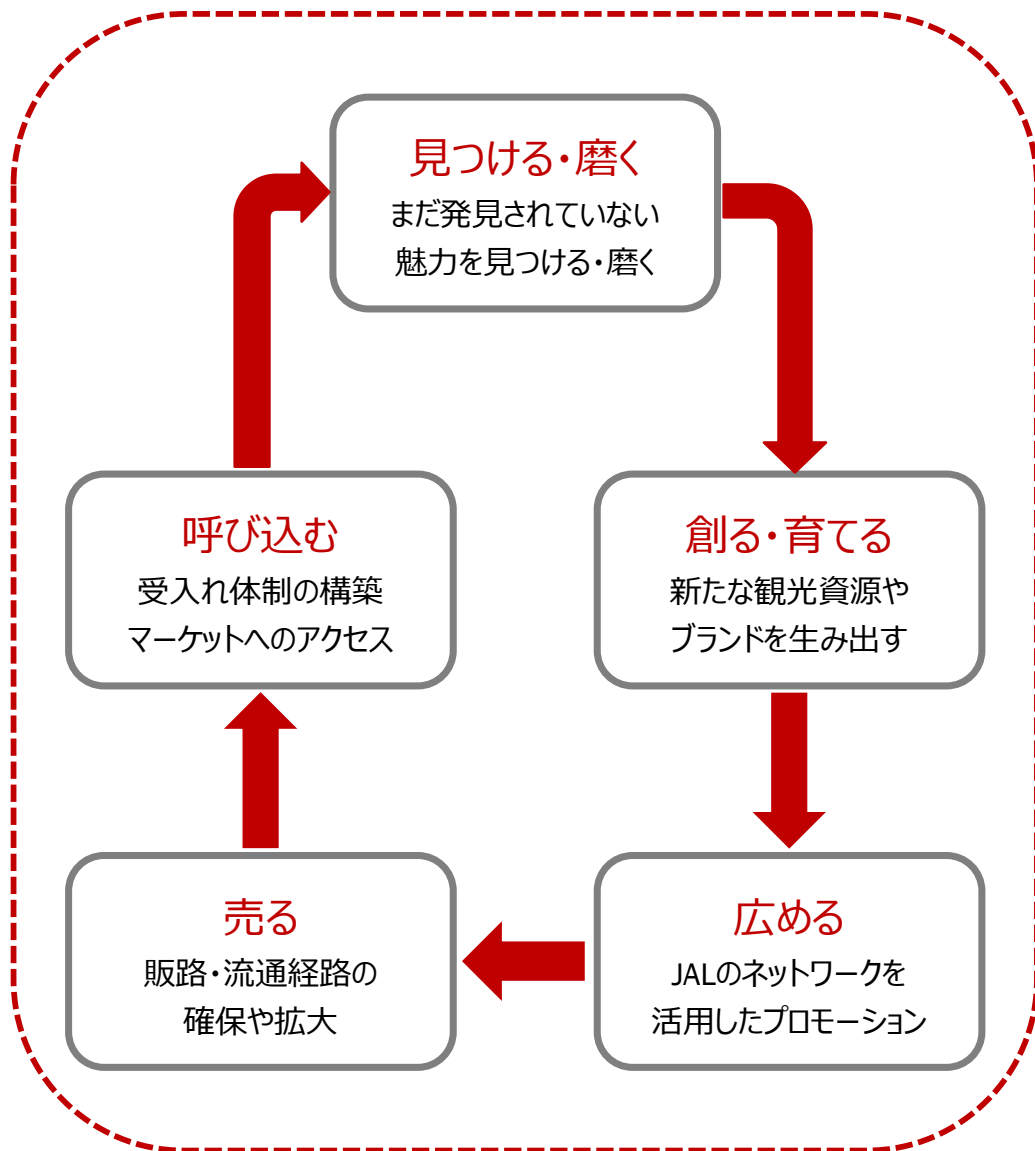 見つける・磨く
まだ発見されていない
魅力を見つける・磨く
創る・育てる
新たな観光資源や
ブランドを生み出す
広める
JALのネットワークを
活用したプロモーション
売る
販路・流通経路の
確保や拡大
呼び込む
受入れ体制の構築
マーケットへのアクセス